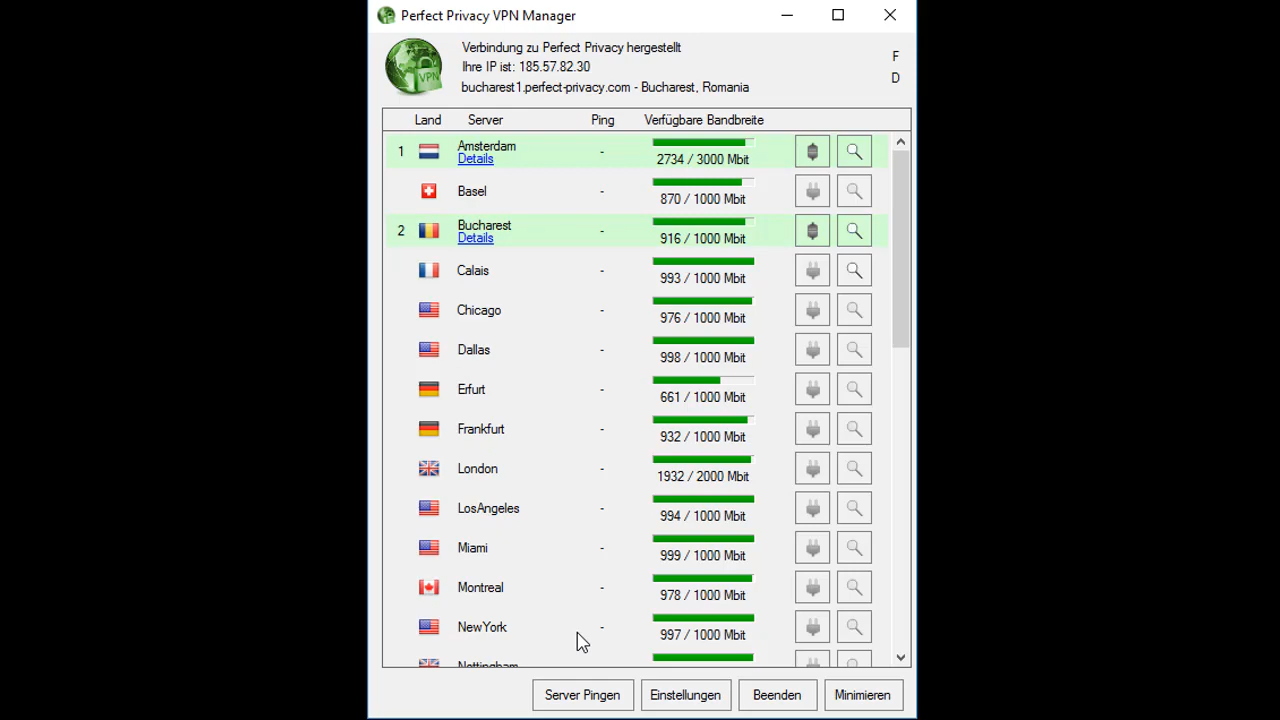 Perfect Privacy VPN Manager
Verbindung zu Perfect Privacy hergestellt
F
Ihre IP ist: 185.57.82.30
D
bucharest1.perfect-privacy.com - Bucharest, Romania
VPN
Land Server Ping Verfügbare Bandbreite
1 Amsterdam - 2734 / 3000 Mbit
Details
Basel - 870 / 1000 Mbit
2 Bucharest - 916 / 1000 Mbit
Details
Calais - 993 / 1000 Mbit
Chicago - 976 / 1000 Mbit
Dallas - 998 / 1000 Mbit
Erfurt - 661 / 1000 Mbit
Frankfurt - 932 / 1000 Mbit
London - 1932 / 2000 Mbit
LosAngeles - 994 / 1000 Mbit
Miami - 999 / 1000 Mbit
Montreal - 978 / 1000 Mbit
NewYork - 997 / 1000 Mbit
Nottingham
Server Pingen Einstellungen Beenden Minimieren